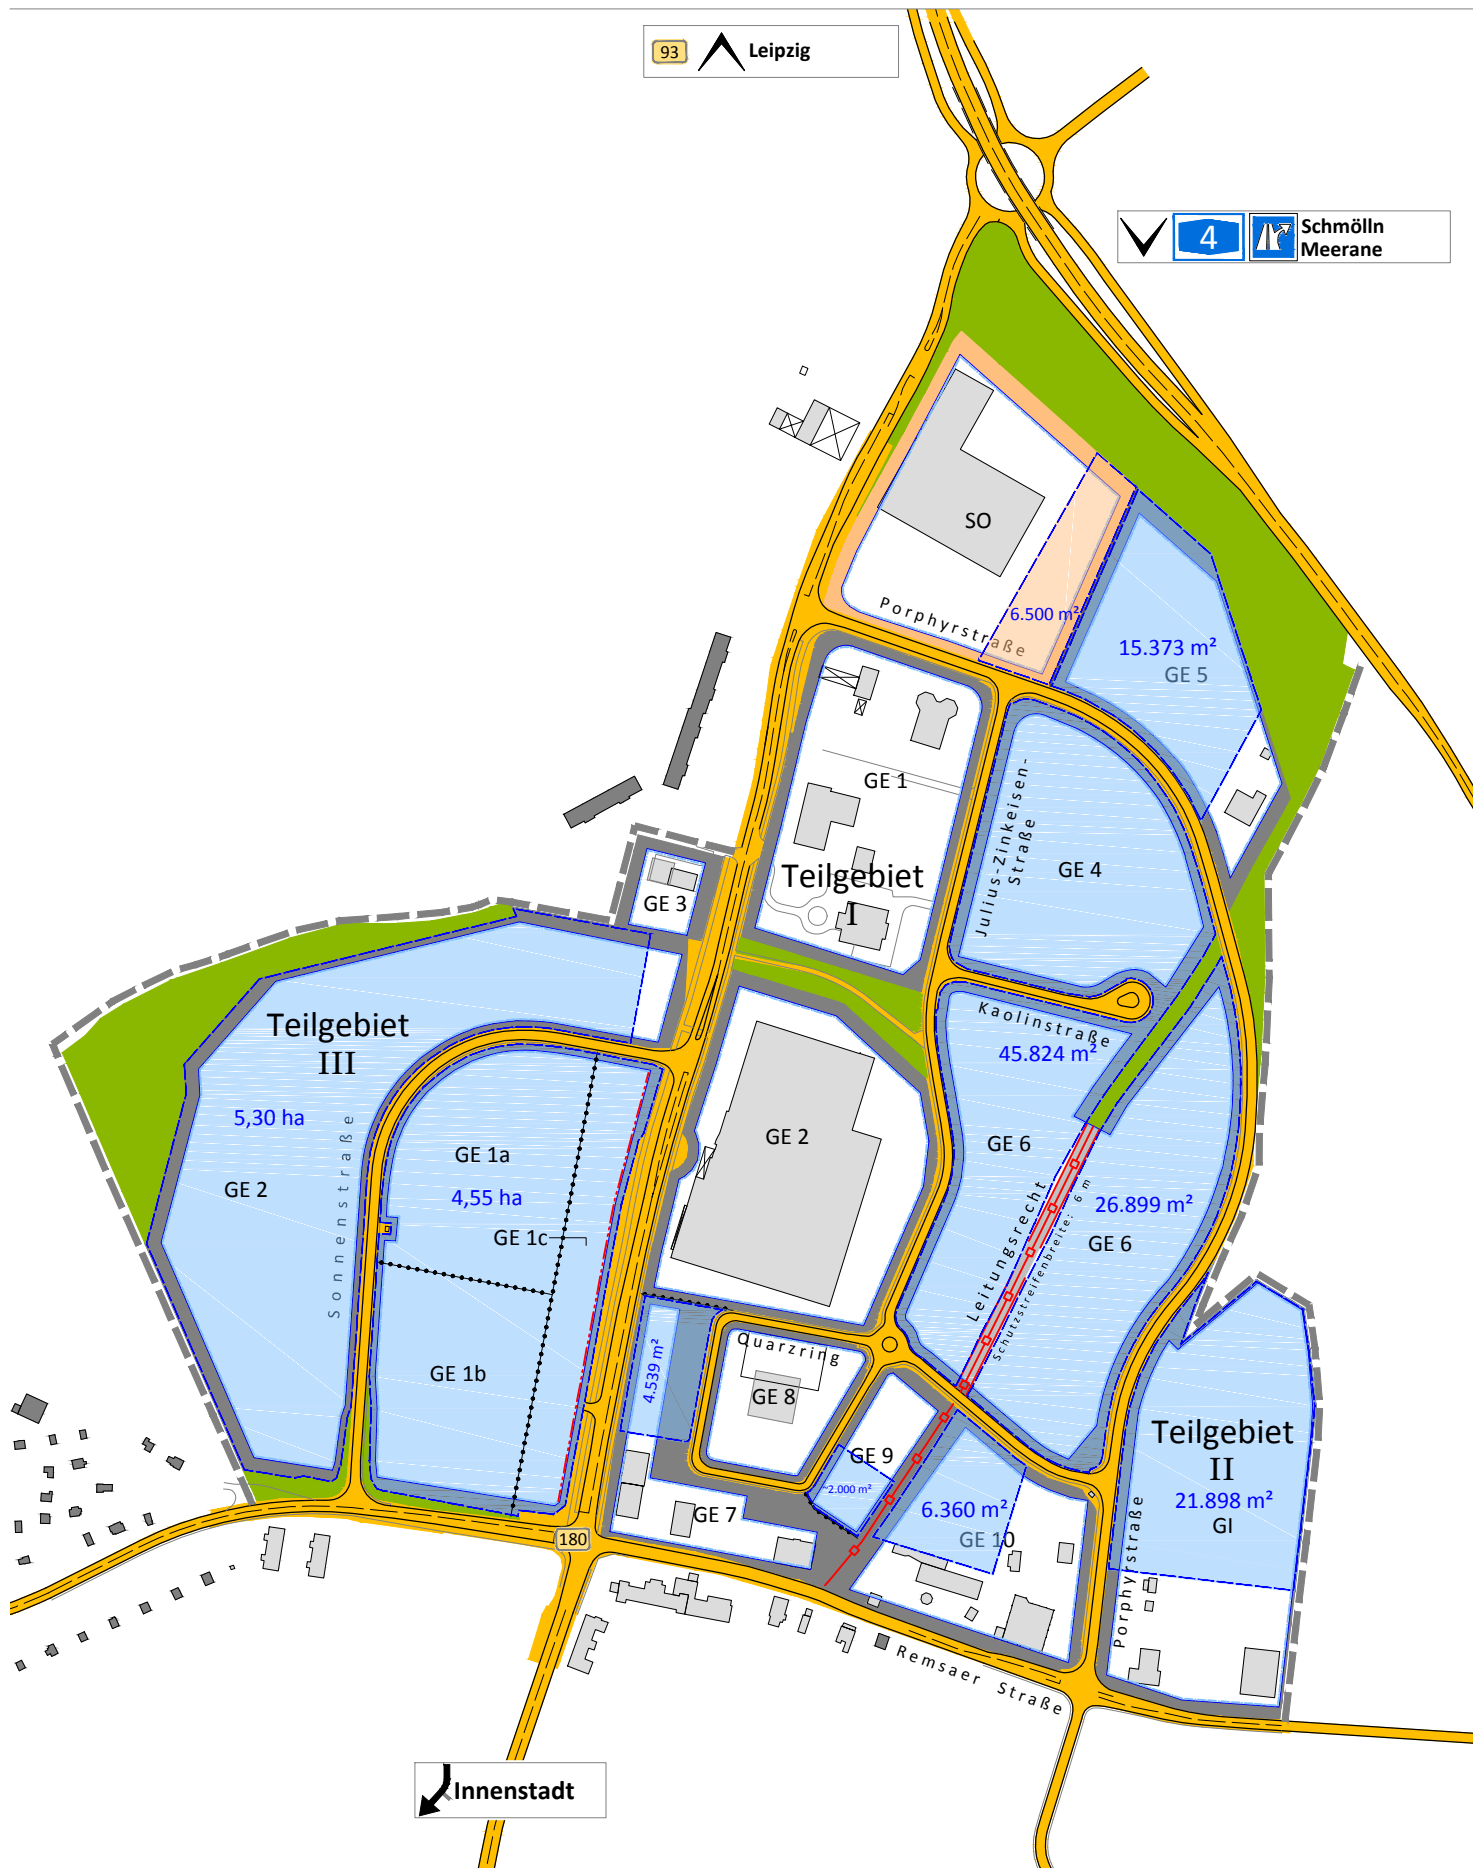 93 Leipzig
4 Schmölln
Meerane
SO
Porphyrstraße
6.500 m²
15.373 m²
GE 5
GE 1
Julius-Zinkeisen-
Straße
GE 4
Teilgebiet
I
GE 3
Teilgebiet
III
Kaolinstraße
45.824 m²
5,30 ha
GE 2
Sonnenstraße
GE 1a
4,55 ha
GE 1c
GE 1b
GE 2
GE 6
Leitungsrecht
Schutzstreifenbreite: 6 m
26.899 m²
GE 6
4.539 m²
Quarzring
GE 8
GE 9
~2.000 m²
GE 7
6.360 m²
GE 10
Teilgebiet
II
21.898 m²
GI
Porphyrstraße
180
Remsaer Straße
Innenstadt